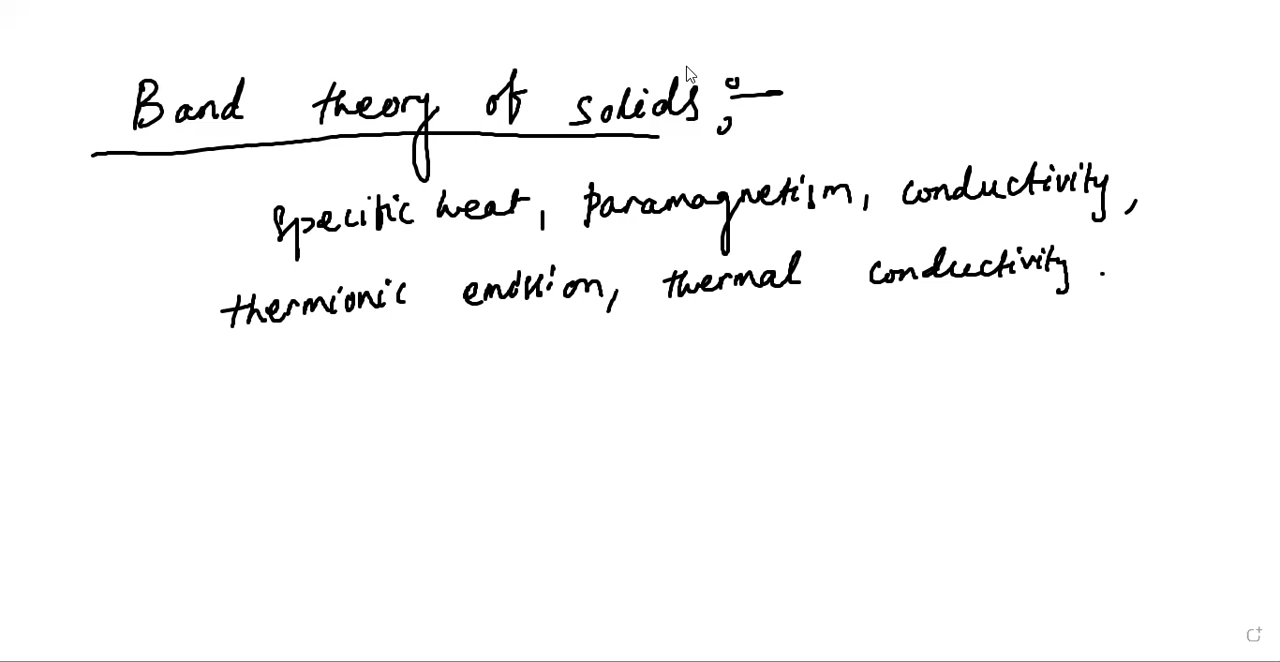 Band theory of solids :-
specific heat, paramagnetism, conductivity,
thermionic emission, thermal conductivity.